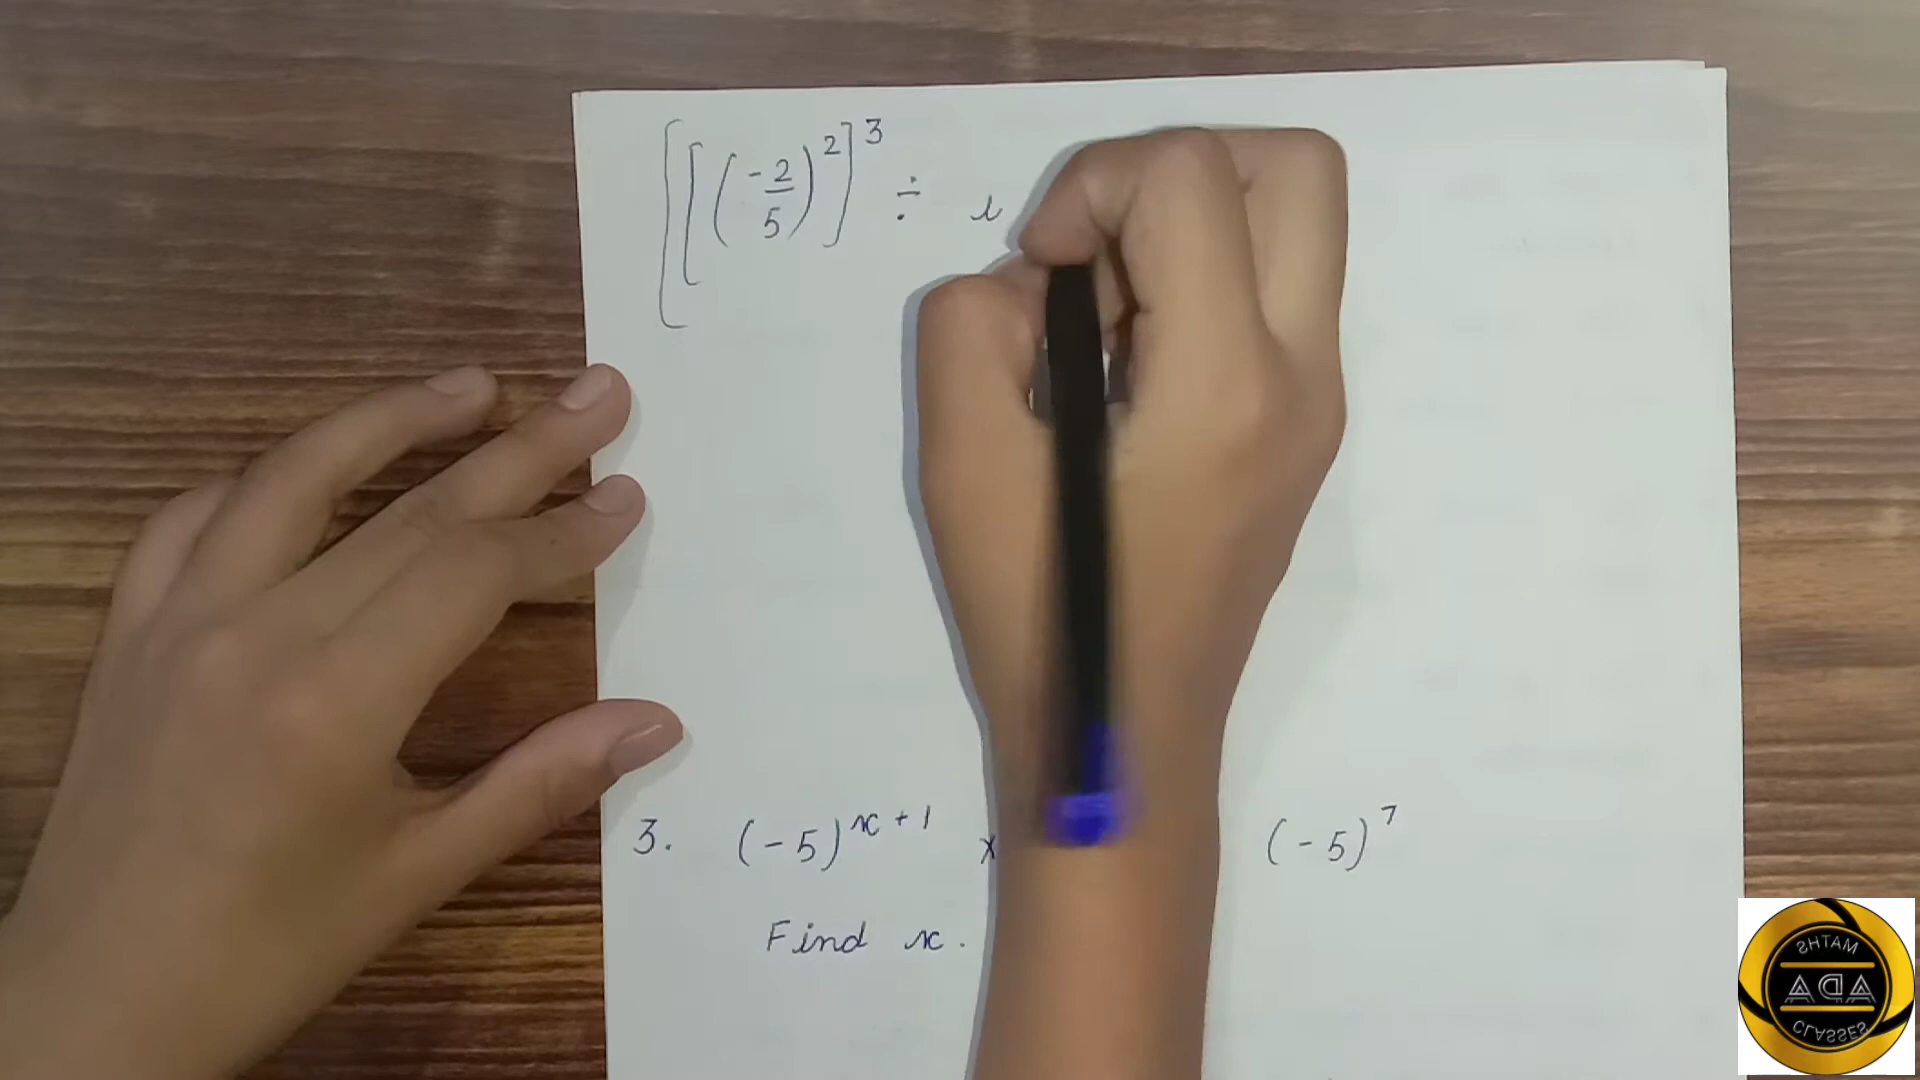 [[(-2/5)²]³ ÷
3. (-5)ˣ⁺¹ × (-5)⁷
Find x.
MATHS
ADA
CLASSES